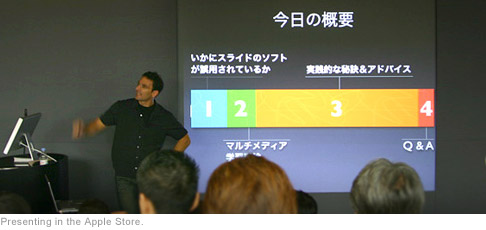 今日の概要
いかにスライドのソフト
が誤用されているか
実践的な秘訣＆アドバイス
1 2 3 4
マルチメディア
学習
Q & A
Presenting in the Apple Store.